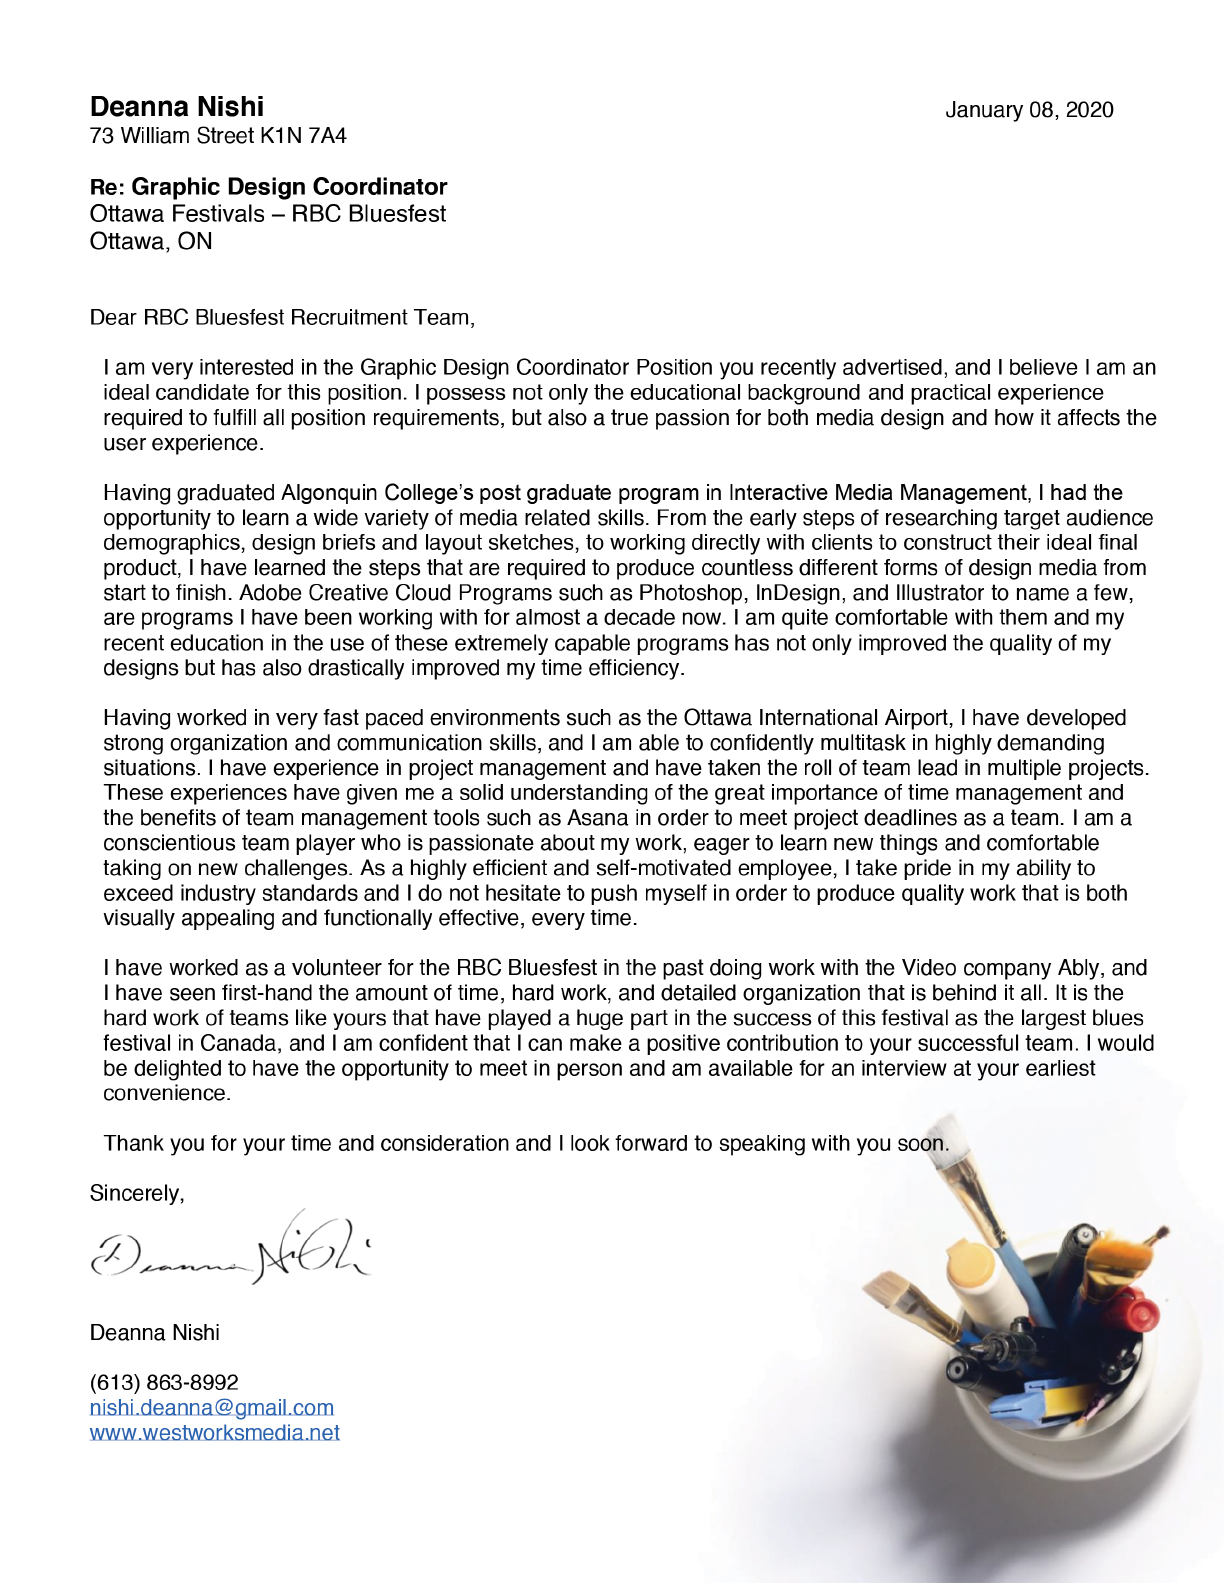 Deanna Nishi January 08, 2020
73 William Street K1N 7A4
Re: Graphic Design Coordinator
Ottawa Festivals – RBC Bluesfest
Ottawa, ON
Dear RBC Bluesfest Recruitment Team,
I am very interested in the Graphic Design Coordinator Position you recently advertised, and I believe I am an
ideal candidate for this position. I possess not only the educational background and practical experience
required to fulfill all position requirements, but also a true passion for both media design and how it affects the
user experience.
Having graduated Algonquin College’s post graduate program in Interactive Media Management, I had the
opportunity to learn a wide variety of media related skills. From the early steps of researching target audience
demographics, design briefs and layout sketches, to working directly with clients to construct their ideal final
product, I have learned the steps that are required to produce countless different forms of design media from
start to finish. Adobe Creative Cloud Programs such as Photoshop, InDesign, and Illustrator to name a few,
are programs I have been working with for almost a decade now. I am quite comfortable with them and my
recent education in the use of these extremely capable programs has not only improved the quality of my
designs but has also drastically improved my time efficiency.
Having worked in very fast paced environments such as the Ottawa International Airport, I have developed
strong organization and communication skills, and I am able to confidently multitask in highly demanding
situations. I have experience in project management and have taken the roll of team lead in multiple projects.
These experiences have given me a solid understanding of the great importance of time management and
the benefits of team management tools such as Asana in order to meet project deadlines as a team. I am a
conscientious team player who is passionate about my work, eager to learn new things and comfortable
taking on new challenges. As a highly efficient and self-motivated employee, I take pride in my ability to
exceed industry standards and I do not hesitate to push myself in order to produce quality work that is both
visually appealing and functionally effective, every time.
I have worked as a volunteer for the RBC Bluesfest in the past doing work with the Video company Ably, and
I have seen first-hand the amount of time, hard work, and detailed organization that is behind it all. It is the
hard work of teams like yours that have played a huge part in the success of this festival as the largest blues
festival in Canada, and I am confident that I can make a positive contribution to your successful team. I would
be delighted to have the opportunity to meet in person and am available for an interview at your earliest
convenience.
Thank you for your time and consideration and I look forward to speaking with you soon.
Sincerely,
Deanna Nishi
Deanna Nishi
(613) 863-8992
nishi.deanna@gmail.com
www.westworksmedia.net